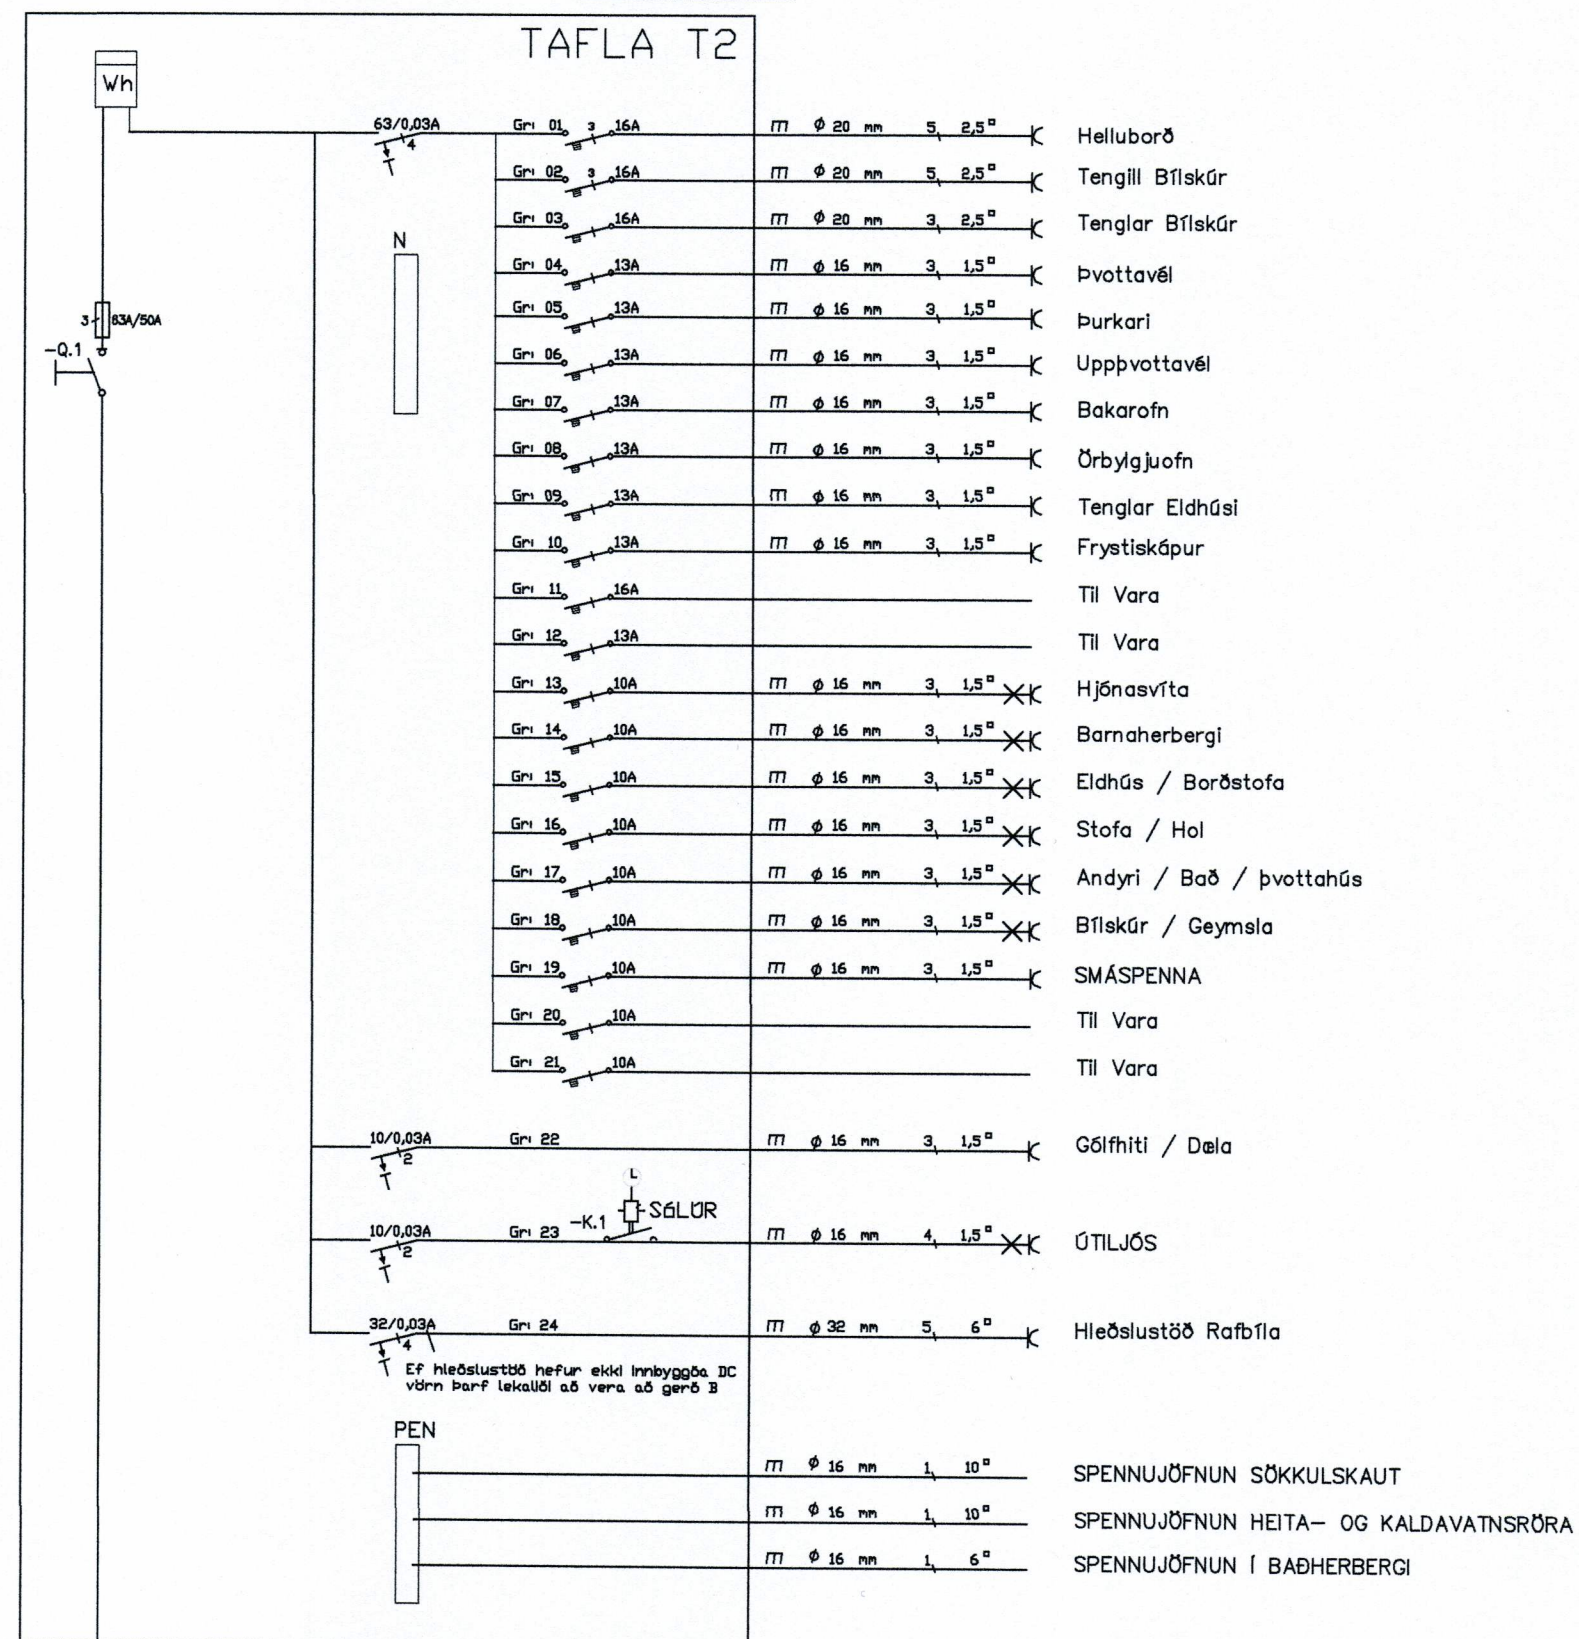 TAFLA T2
Wh
63/0,03A
4
Gr: 01 3 16A m ϕ 20 mm 5 2,5▫ Helluborð
Gr: 02 3 16A m ϕ 20 mm 5 2,5▫ Tengill Bílskúr
Gr: 03 16A m ϕ 20 mm 3 2,5▫ Tenglar Bílskúr
N
Gr: 04 13A m ϕ 16 mm 3 1,5▫ Þvottavél
3 63A/50A
Gr: 05 13A m ϕ 16 mm 3 1,5▫ Þurkari
-Q.1
Gr: 06 13A m ϕ 16 mm 3 1,5▫ Uppþvottavél
Gr: 07 13A m ϕ 16 mm 3 1,5▫ Bakarofn
Gr: 08 13A m ϕ 16 mm 3 1,5▫ Örbylgjuofn
Gr: 09 13A m ϕ 16 mm 3 1,5▫ Tenglar Eldhúsi
Gr: 10 13A m ϕ 16 mm 3 1,5▫ Frystiskápur
Gr: 11 16A Til Vara
Gr: 12 13A Til Vara
Gr: 13 10A m ϕ 16 mm 3 1,5▫ Hjónasvíta
Gr: 14 10A m ϕ 16 mm 3 1,5▫ Barnaherbergi
Gr: 15 10A m ϕ 16 mm 3 1,5▫ Eldhús / Borðstofa
Gr: 16 10A m ϕ 16 mm 3 1,5▫ Stofa / Hol
Gr: 17 10A m ϕ 16 mm 3 1,5▫ Andyri / Bað / þvottahús
Gr: 18 10A m ϕ 16 mm 3 1,5▫ Bílskúr / Geymsla
Gr: 19 10A m ϕ 16 mm 3 1,5▫ SMÁSPENNA
Gr: 20 10A Til Vara
Gr: 21 10A Til Vara
10/0,03A 2 Gr: 22 m ϕ 16 mm 3 1,5▫ Gólfhiti / Dæla
L
SÓLÚR
10/0,03A 2 Gr: 23 -K.1 m ϕ 16 mm 4 1,5▫ ÚTILJÓS
32/0,03A 4 Gr: 24 m ϕ 32 mm 5 6▫ Hleðslustöð Rafbíla
Ef hleðslustöð hefur ekki innbyggða DC
vörn þarf lekaliði að vera að gerð B
PEN
m ϕ 16 mm 1 10▫ SPENNUJÖFNUN SÖKKULSKAUT
m ϕ 16 mm 1 10▫ SPENNUJÖFNUN HEITA- OG KALDAVATNSRÖRA
m ϕ 16 mm 1 6▫ SPENNUJÖFNUN Í BAÐHERBERGI